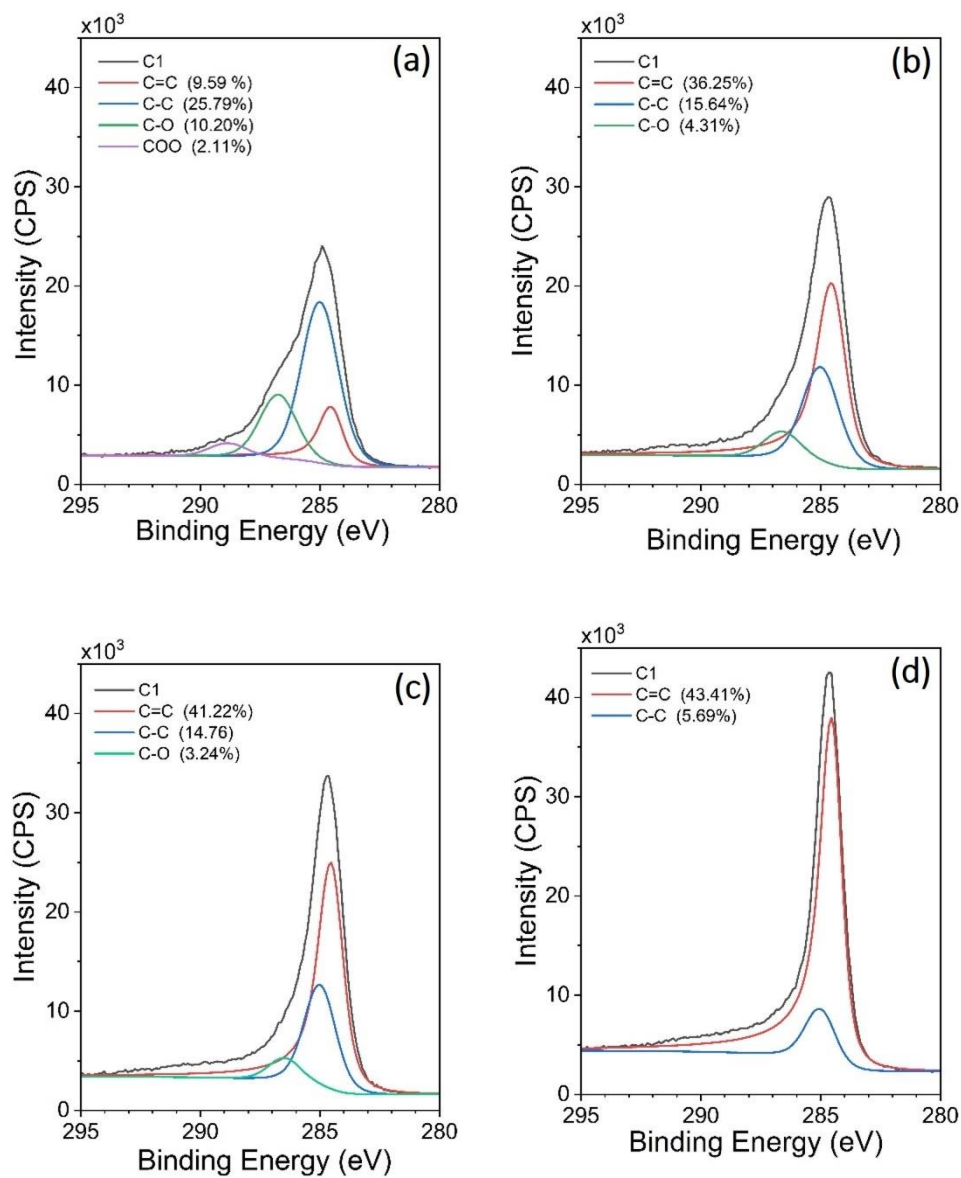 x10³
(a)
C1
C=C (9.59 %)
C-C (25.79%)
C-O (10.20%)
COO (2.11%)
40
30
20
10
0
295 290 285 280
Intensity (CPS)
Binding Energy (eV)
x10³
(b)
C1
C=C (36.25%)
C-C (15.64%)
C-O (4.31%)
40
30
20
10
0
295 290 285 280
Intensity (CPS)
Binding Energy (eV)
x10³
(c)
C1
C=C (41.22%)
C-C (14.76)
C-O (3.24%)
40
30
20
10
0
295 290 285 280
Intensity (CPS)
Binding Energy (eV)
x10³
(d)
C1
C=C (43.41%)
C-C (5.69%)
40
30
20
10
0
295 290 285 280
Intensity (CPS)
Binding Energy (eV)